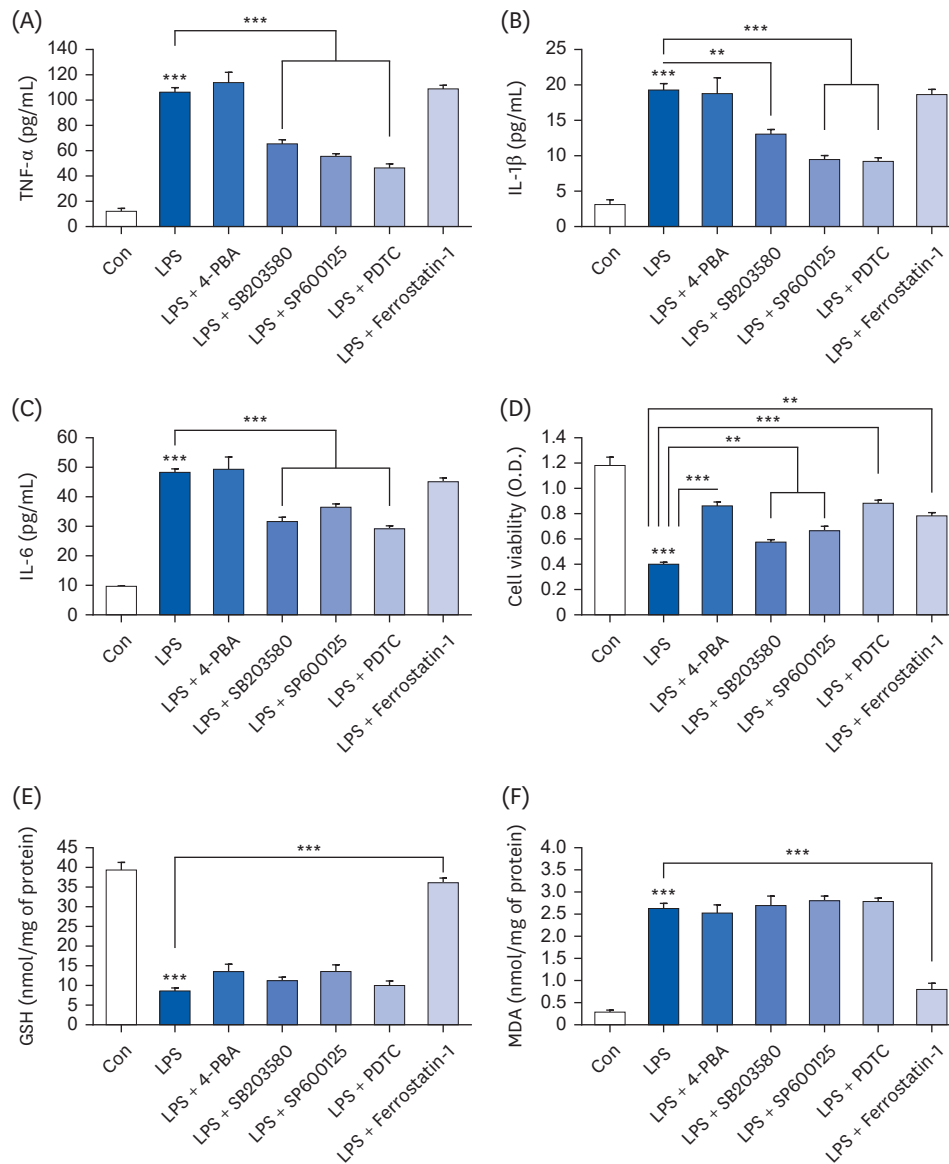 (A)
***
TNF-α (pg/mL)
140
120
100
80
60
40
20
0
***
Con
LPS
LPS + 4-PBA
LPS + SB203580
LPS + SP600125
LPS + PDTC
LPS + Ferrostatin-1
(B)
***
**
IL-1β (pg/mL)
25
20
15
10
5
0
***
Con
LPS
LPS + 4-PBA
LPS + SB203580
LPS + SP600125
LPS + PDTC
LPS + Ferrostatin-1
(C)
***
IL-6 (pg/mL)
60
50
40
30
20
10
0
***
Con
LPS
LPS + 4-PBA
LPS + SB203580
LPS + SP600125
LPS + PDTC
LPS + Ferrostatin-1
(D)
**
***
**
***
Cell viability (O.D.)
1.4
1.2
1.0
0.8
0.6
0.4
0.2
0
***
Con
LPS
LPS + 4-PBA
LPS + SB203580
LPS + SP600125
LPS + PDTC
LPS + Ferrostatin-1
(E)
***
GSH (nmol/mg of protein)
45
40
35
30
25
20
15
10
5
0
***
Con
LPS
LPS + 4-PBA
LPS + SB203580
LPS + SP600125
LPS + PDTC
LPS + Ferrostatin-1
(F)
***
MDA (nmol/mg of protein)
4.0
3.5
3.0
2.5
2.0
1.5
1.0
0.5
0
***
Con
LPS
LPS + 4-PBA
LPS + SB203580
LPS + SP600125
LPS + PDTC
LPS + Ferrostatin-1